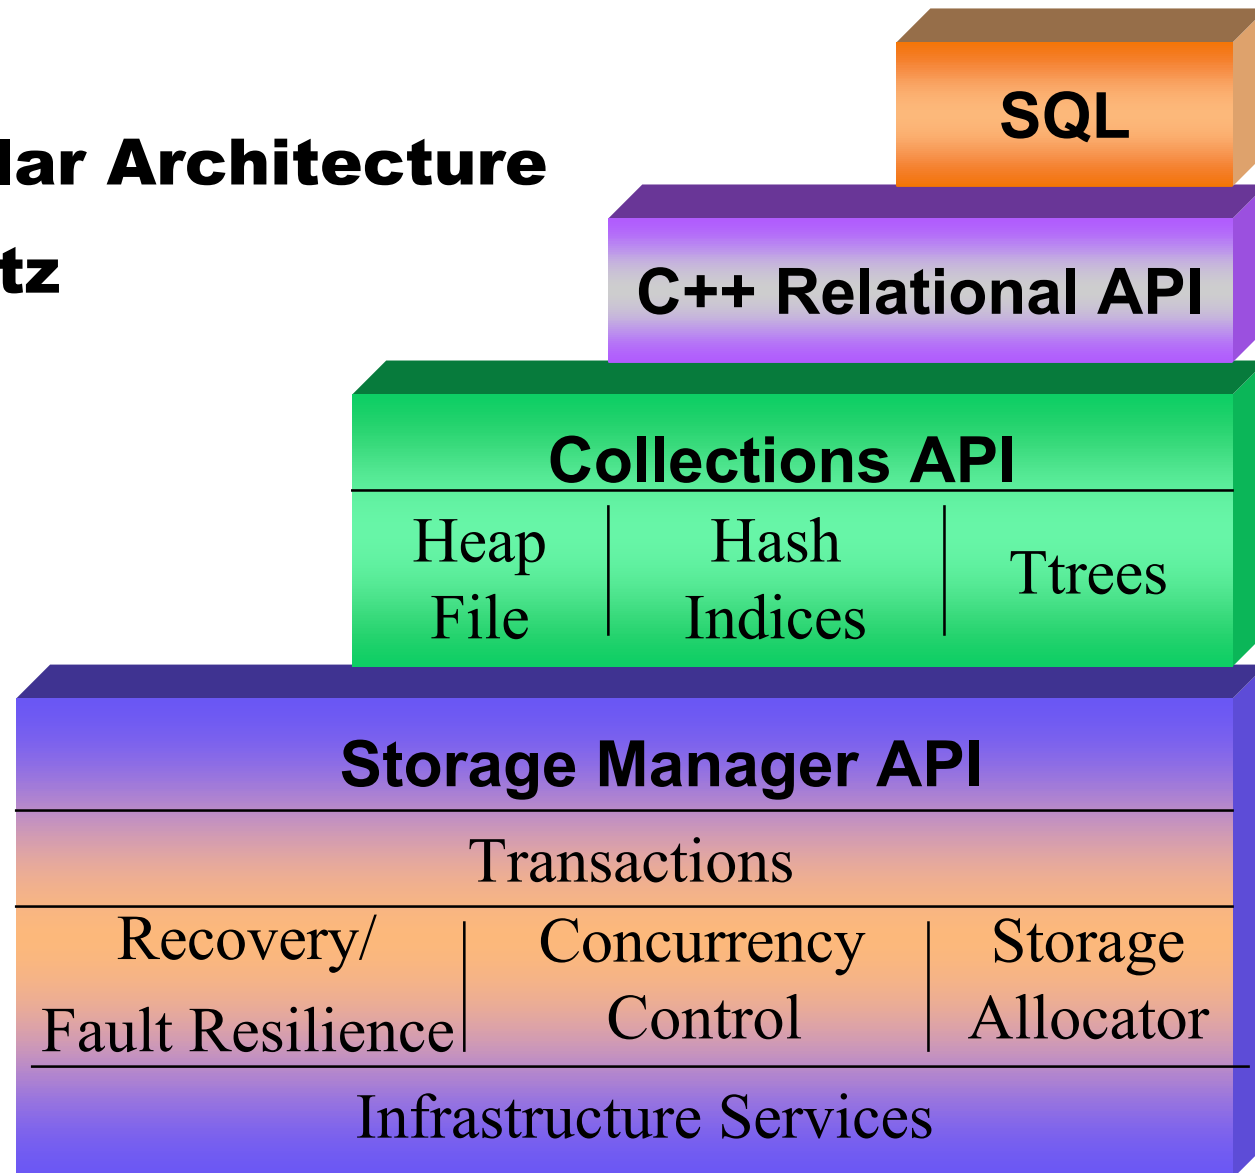 lar Architecture
tz
SQL
C++ Relational API
Collections API
Heap
File
Hash
Indices
Ttrees
Storage Manager API
Transactions
Recovery/
Fault Resilience
Concurrency
Control
Storage
Allocator
Infrastructure Services